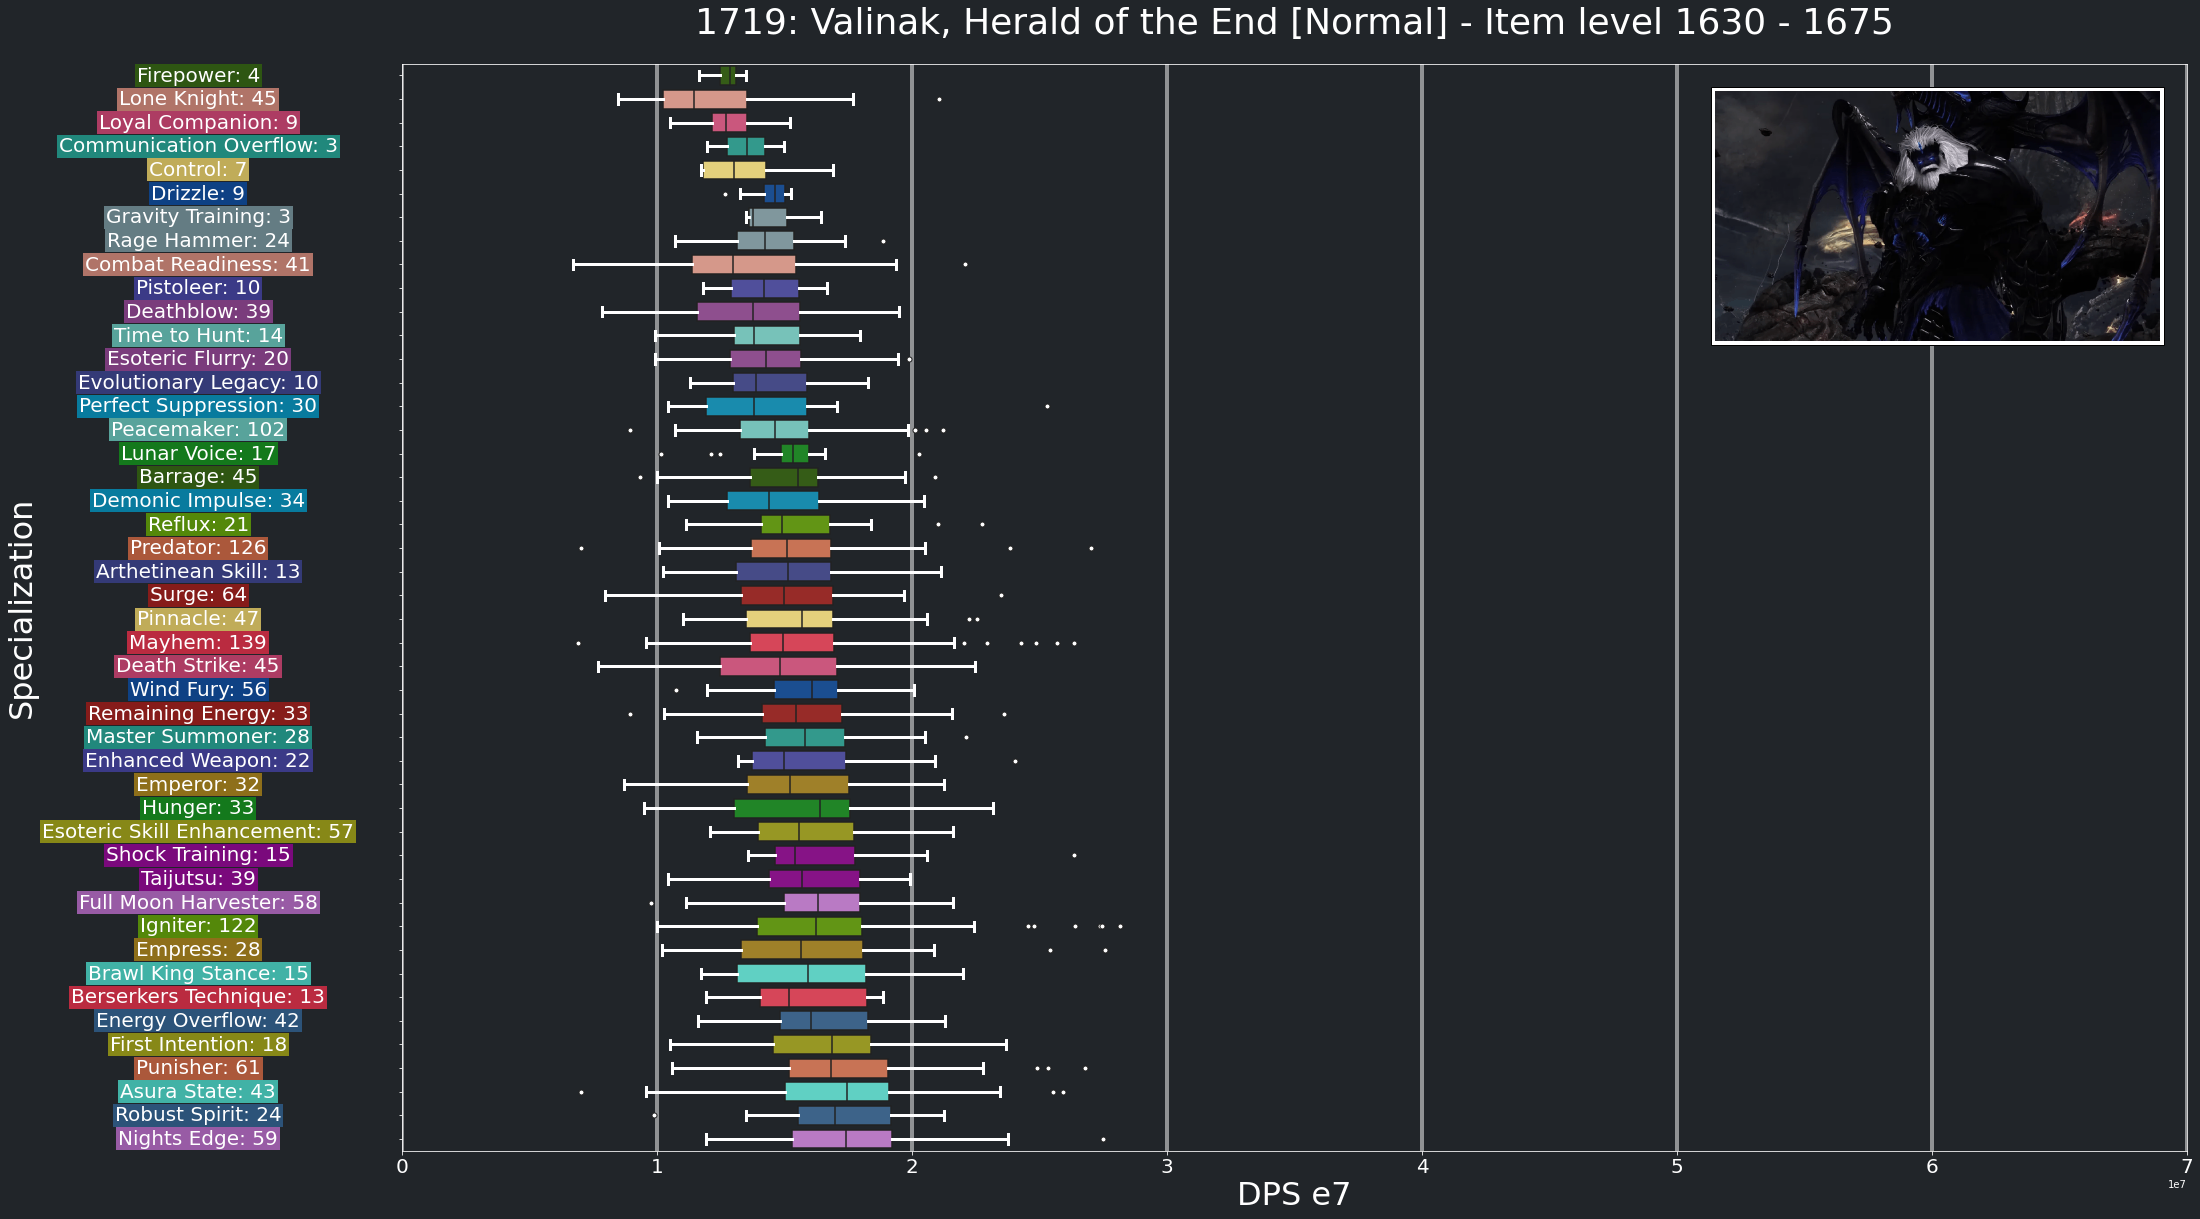 1719: Valinak, Herald of the End [Normal] - Item level 1630 - 1675
Firepower: 4
Lone Knight: 45
Loyal Companion: 9
Communication Overflow: 3
Control: 7
Drizzle: 9
Gravity Training: 3
Rage Hammer: 24
Combat Readiness: 41
Pistoleer: 10
Deathblow: 39
Time to Hunt: 14
Esoteric Flurry: 20
Evolutionary Legacy: 10
Perfect Suppression: 30
Peacemaker: 102
Lunar Voice: 17
Barrage: 45
Demonic Impulse: 34
Reflux: 21
Predator: 126
Arthetinean Skill: 13
Surge: 64
Pinnacle: 47
Mayhem: 139
Death Strike: 45
Wind Fury: 56
Remaining Energy: 33
Master Summoner: 28
Enhanced Weapon: 22
Emperor: 32
Hunger: 33
Esoteric Skill Enhancement: 57
Shock Training: 15
Taijutsu: 39
Full Moon Harvester: 58
Igniter: 122
Empress: 28
Brawl King Stance: 15
Berserkers Technique: 13
Energy Overflow: 42
First Intention: 18
Punisher: 61
Asura State: 43
Robust Spirit: 24
Nights Edge: 59
Specialization
0 1 2 3 4 5 6 7
1e7
DPS e7